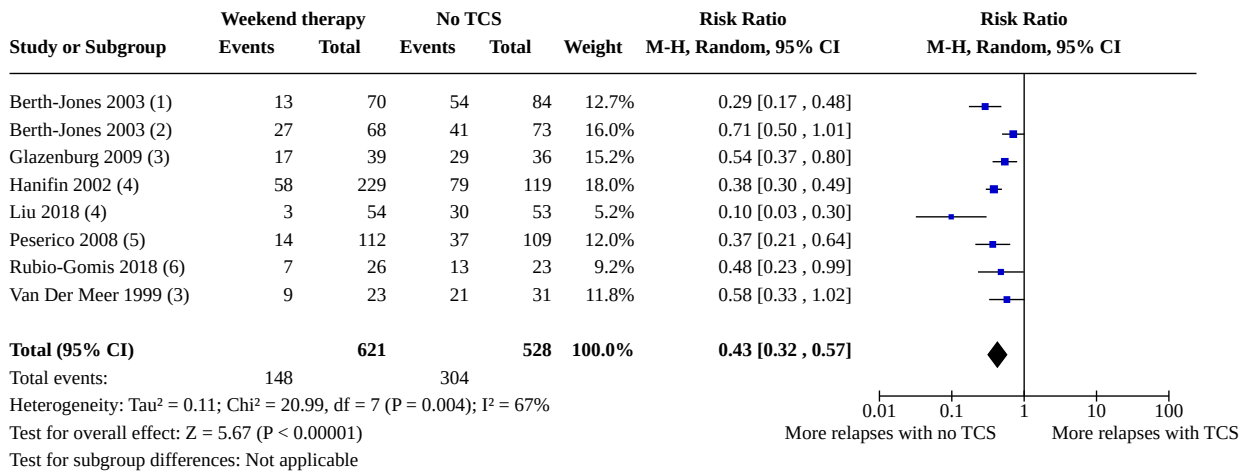 Weekend therapy No TCS Risk Ratio Risk Ratio
Study or Subgroup Events Total Events Total Weight M-H, Random, 95% CI M-H, Random, 95% CI
Berth-Jones 2003 (1) 13 70 54 84 12.7% 0.29 [0.17 , 0.48]
Berth-Jones 2003 (2) 27 68 41 73 16.0% 0.71 [0.50 , 1.01]
Glazenburg 2009 (3) 17 39 29 36 15.2% 0.54 [0.37 , 0.80]
Hanifin 2002 (4) 58 229 79 119 18.0% 0.38 [0.30 , 0.49]
Liu 2018 (4) 3 54 30 53 5.2% 0.10 [0.03 , 0.30]
Peserico 2008 (5) 14 112 37 109 12.0% 0.37 [0.21 , 0.64]
Rubio-Gomis 2018 (6) 7 26 13 23 9.2% 0.48 [0.23 , 0.99]
Van Der Meer 1999 (3) 9 23 21 31 11.8% 0.58 [0.33 , 1.02]
Total (95% CI) 621 528 100.0% 0.43 [0.32 , 0.57]
Total events: 148 304
Heterogeneity: Tau² = 0.11; Chi² = 20.99, df = 7 (P = 0.004); I² = 67%
0.01 0.1 1 10 100
Test for overall effect: Z = 5.67 (P < 0.00001) More relapses with no TCS More relapses with TCS
Test for subgroup differences: Not applicable